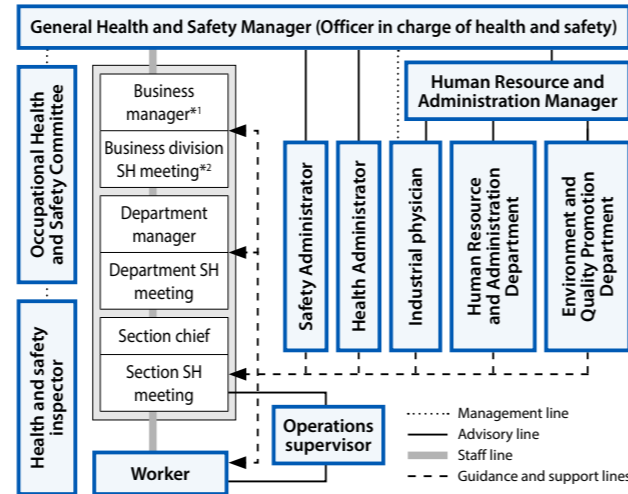 General Health and Safety Manager (Officer in charge of health and safety)
Occupational Health
and Safety Committee
Health and safety
inspector
Business
manager*1
Business division
SH meeting*2
Department
manager
Department SH
meeting
Section chief
Section SH
meeting
Worker
Operations
supervisor
Safety Administrator
Health Administrator
Human Resource and
Administration Manager
Industrial physician
Human Resource
and Administration
Department
Environment and
Quality Promotion
Department
Management line
Advisory line
Staff line
Guidance and support lines